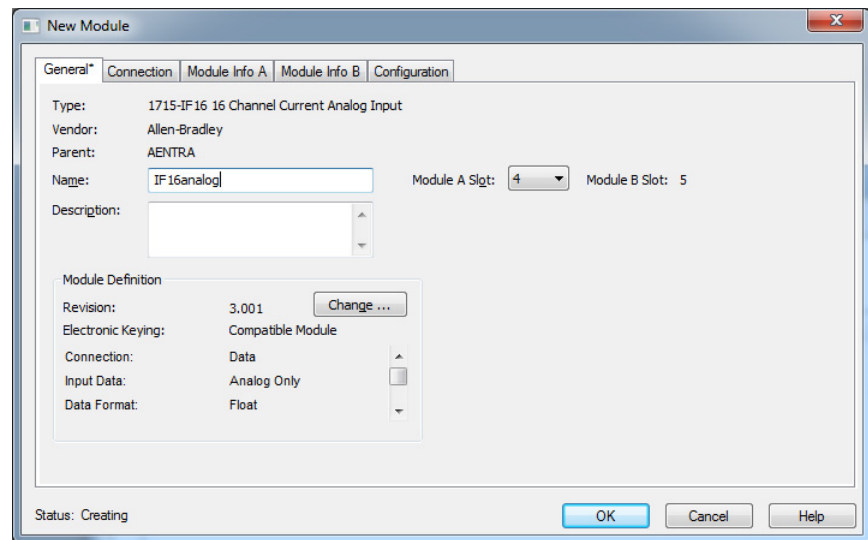 New Module
General* Connection Module Info A Module Info B Configuration
Type: 1715-IF16 16 Channel Current Analog Input
Vendor: Allen-Bradley
Parent: AENTRA
Name: IF16analog Module A Slot: 4 Module B Slot: 5
Description:
Module Definition
Revision: 3.001 Change ...
Electronic Keying: Compatible Module
Connection: Data
Input Data: Analog Only
Data Format: Float
Status: Creating OK Cancel Help